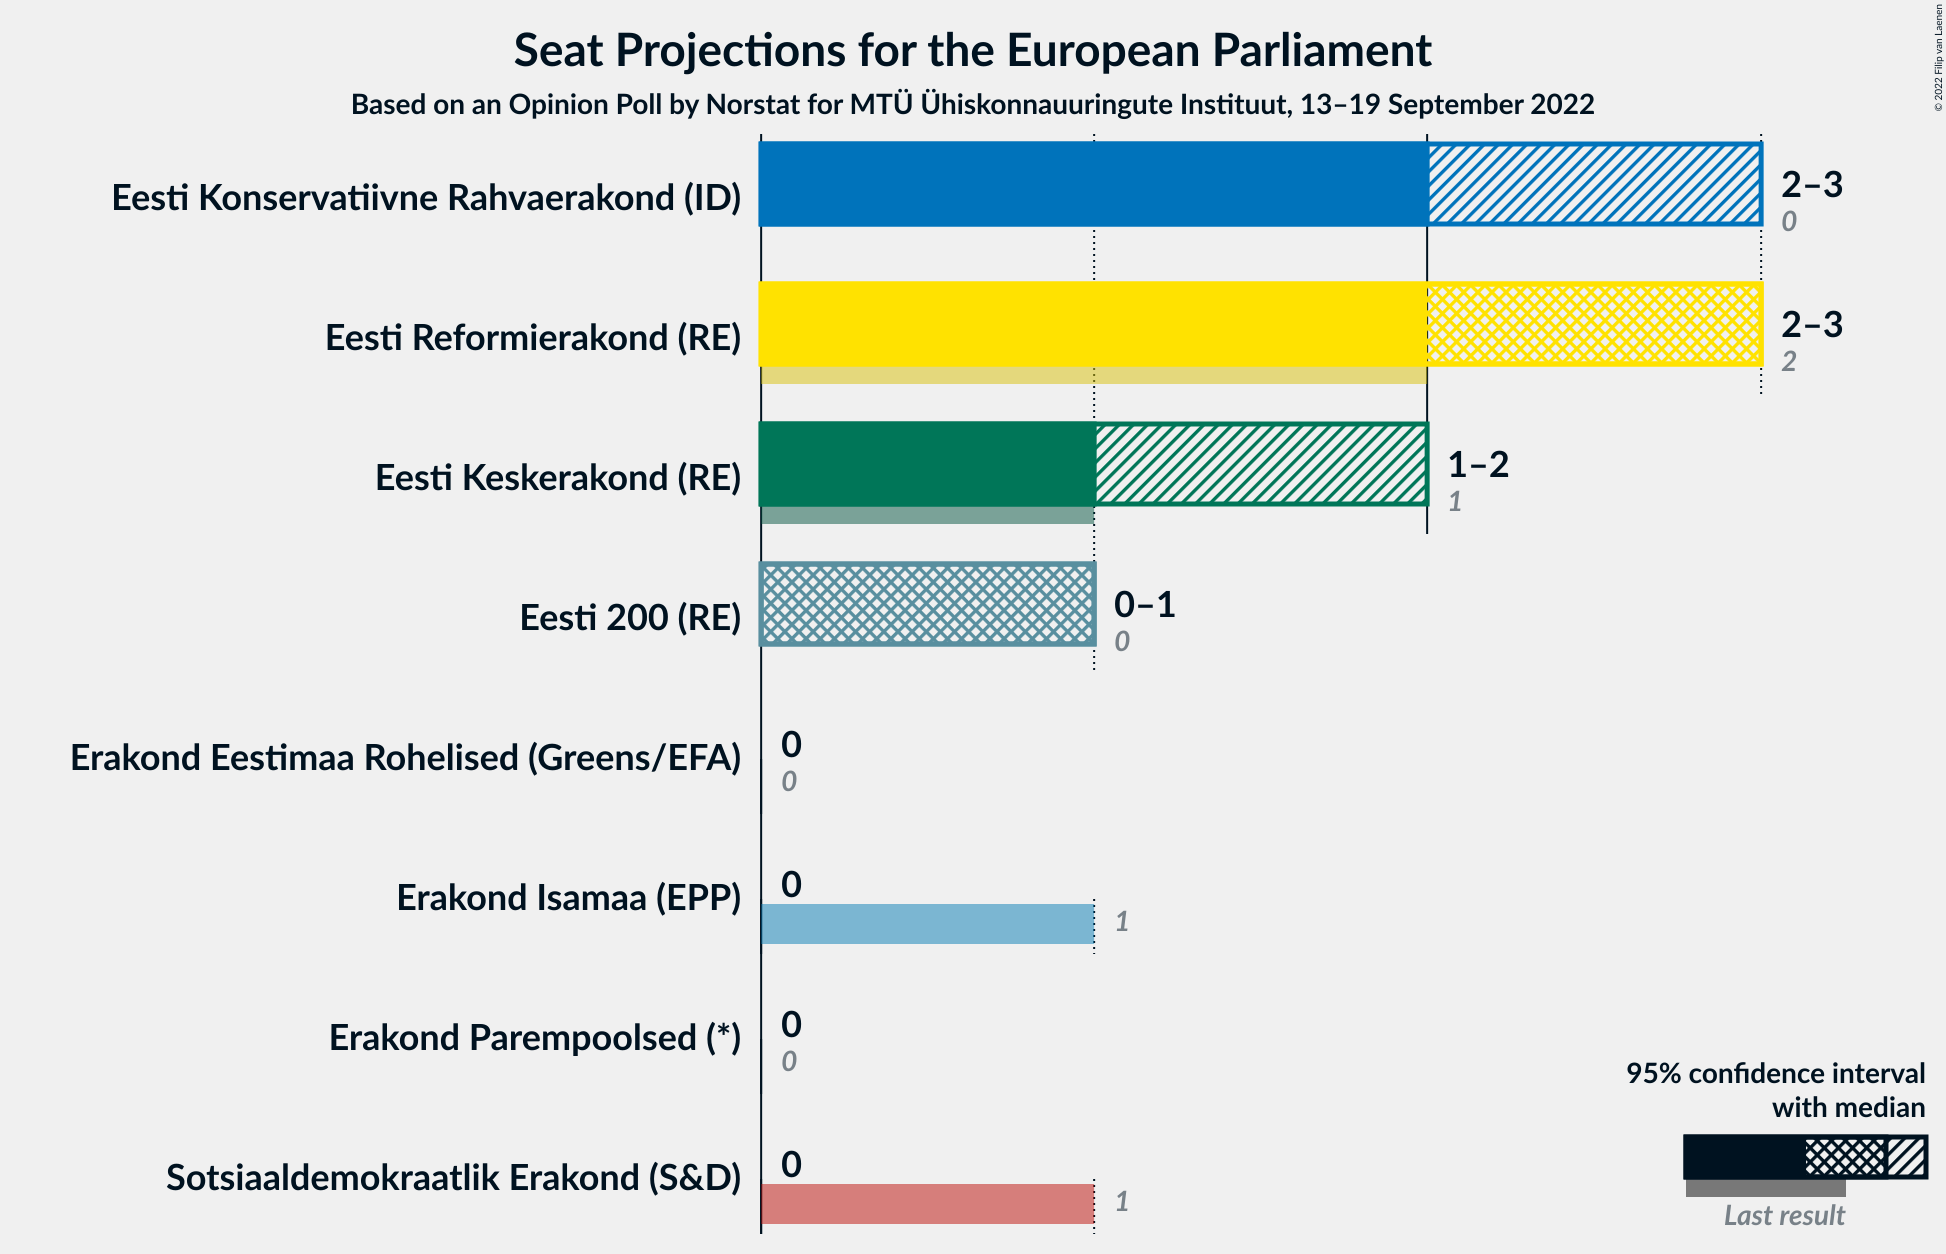 Seat Projections for the European Parliament
Based on an Opinion Poll by Norstat for MTÜ Ühiskonnauuringute Instituut, 13–19 September 2022
© 2022 Filip van Laenen
Eesti Konservatiivne Rahvaerakond (ID)
2–3
0
Eesti Reformierakond (RE)
2–3
2
Eesti Keskerakond (RE)
1–2
1
Eesti 200 (RE)
0–1
0
Erakond Eestimaa Rohelised (Greens/EFA)
0
0
Erakond Isamaa (EPP)
0
1
Erakond Parempoolsed (*)
0
0
Sotsiaaldemokraatlik Erakond (S&D)
0
1
95% confidence interval
with median
Last result